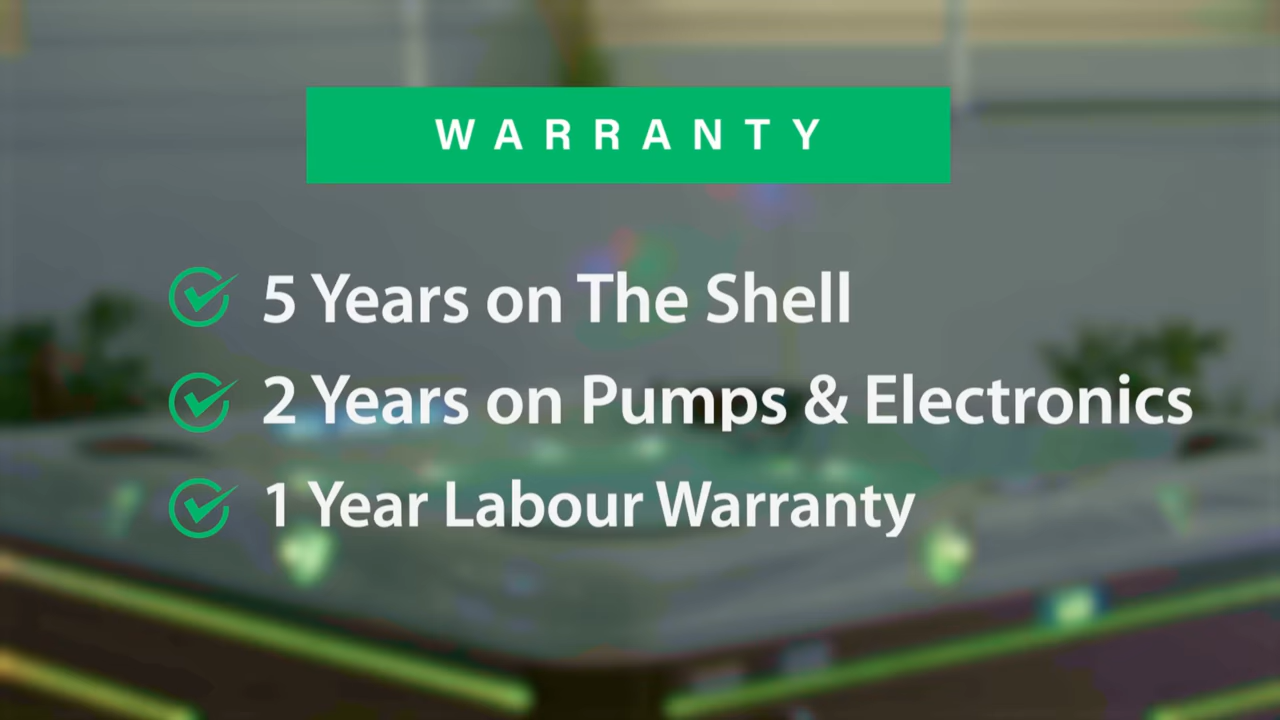 WARRANTY
5 Years on The Shell
2 Years on Pumps & Electronics
1 Year Labour Warranty